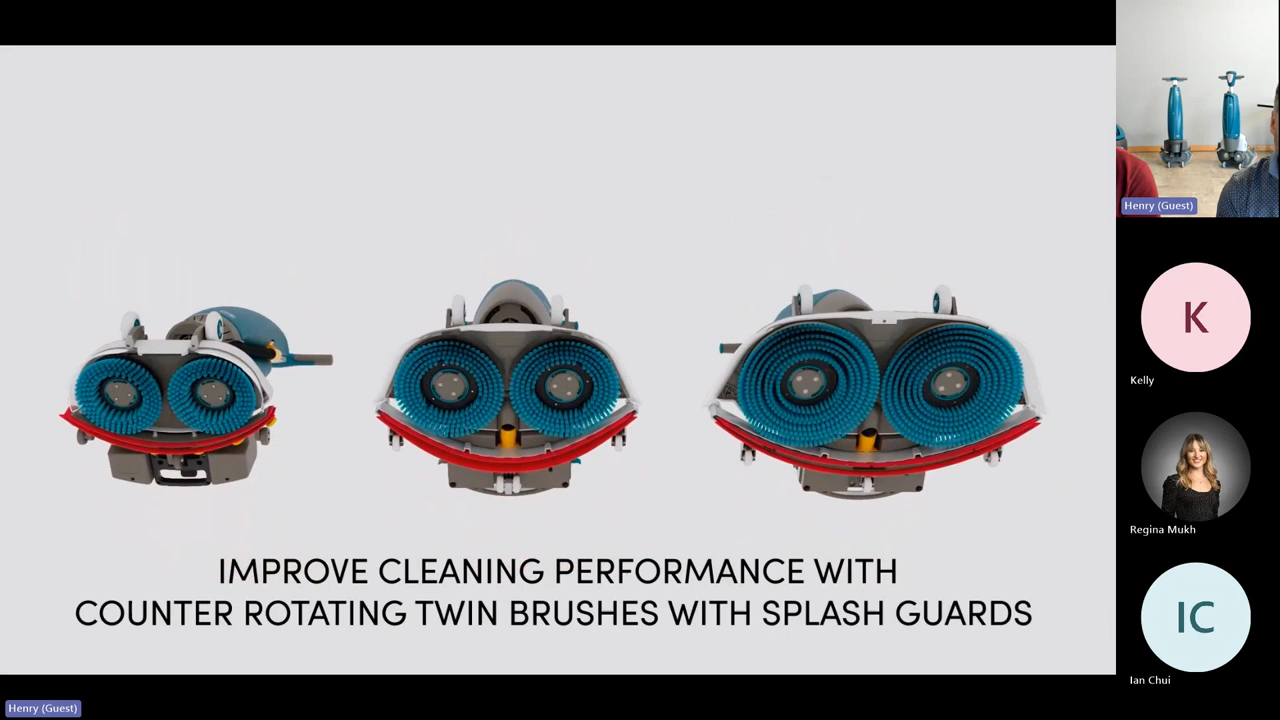 IMPROVE CLEANING PERFORMANCE WITH
COUNTER ROTATING TWIN BRUSHES WITH SPLASH GUARDS
Henry (Guest)
Henry (Guest)
K
Kelly
Regina Mukh
IC
Ian Chui